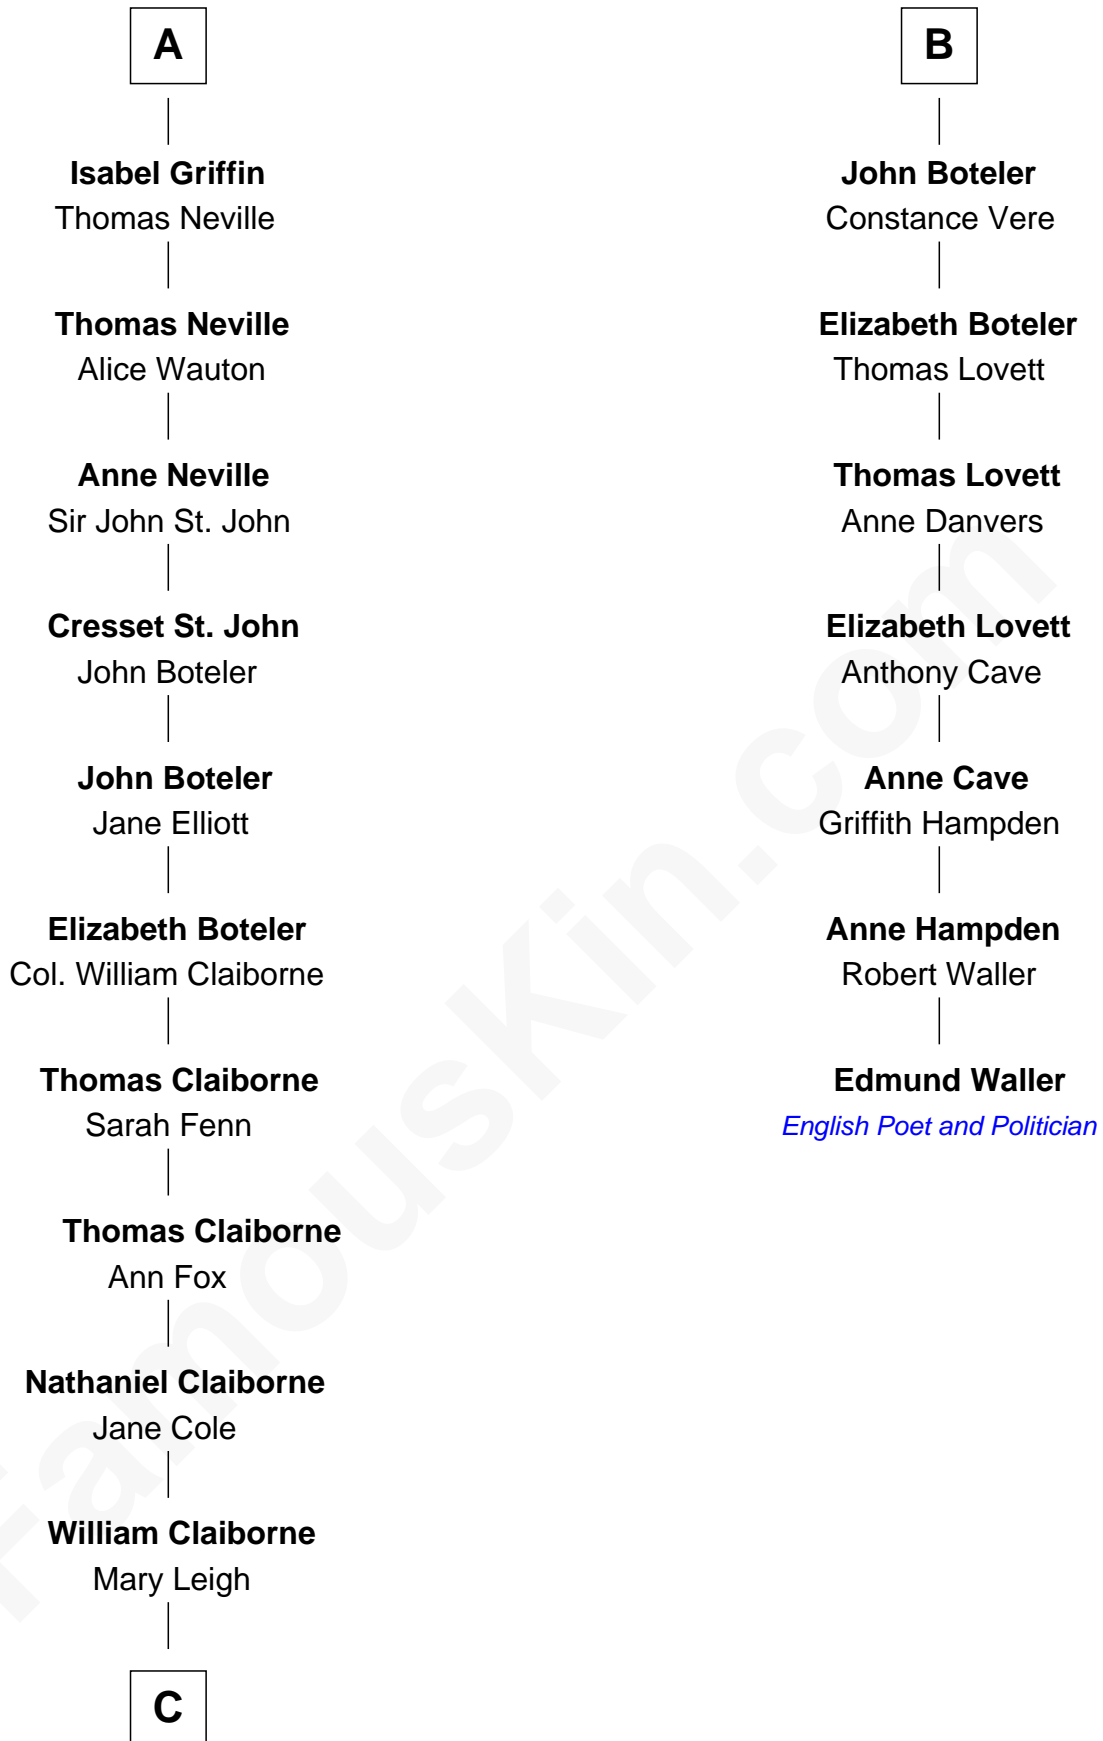 A
Isabel Griffin
Thomas Neville
Thomas Neville
Alice Wauton
Anne Neville
Sir John St. John
Cresset St. John
John Boteler
John Boteler
Jane Elliott
Elizabeth Boteler
Col. William Claiborne
Thomas Claiborne
Sarah Fenn
Thomas Claiborne
Ann Fox
Nathaniel Claiborne
Jane Cole
William Claiborne
Mary Leigh
C
B
John Boteler
Constance Vere
Elizabeth Boteler
Thomas Lovett
Thomas Lovett
Anne Danvers
Elizabeth Lovett
Anthony Cave
Anne Cave
Griffith Hampden
Anne Hampden
Robert Waller
Edmund Waller
English Poet and Politician
FamousKin.com